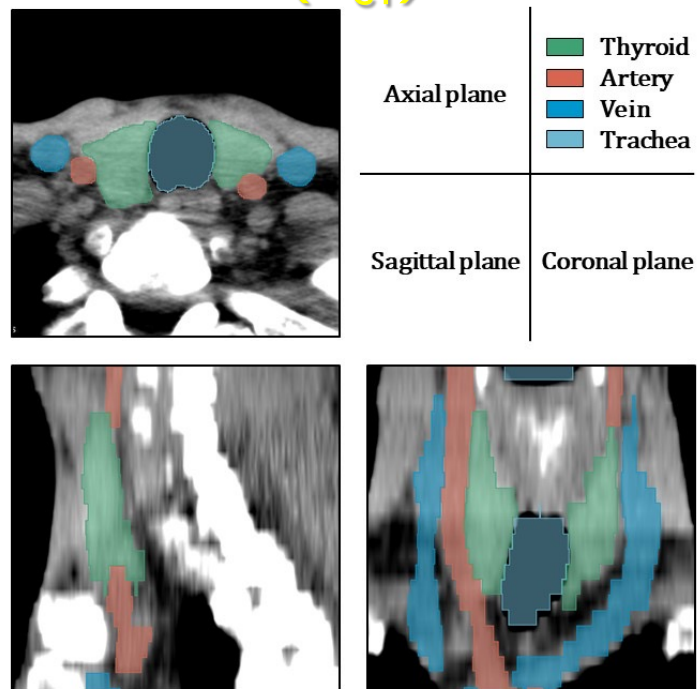 Thyroid
Artery
Vein
Trachea
Axial plane
Sagittal plane
Coronal plane